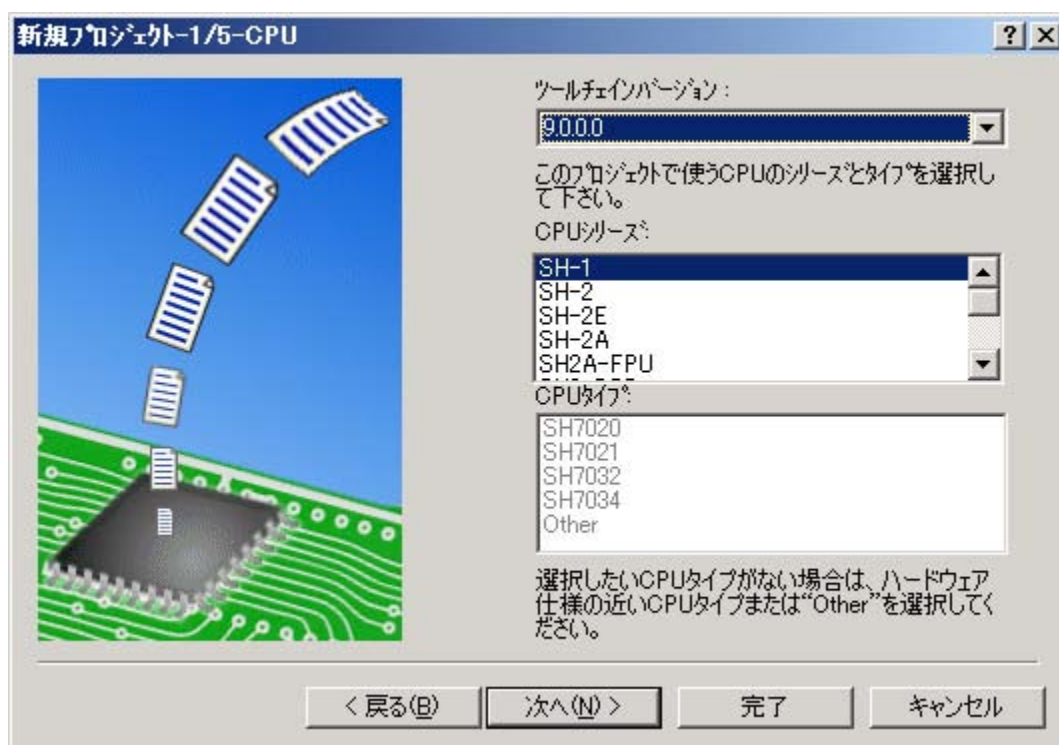 新規ﾌﾟﾛｼﾞｪｸﾄ-1/5-CPU
ﾂｰﾙﾁｪｲﾝﾊﾞｰｼﾞｮﾝ :
9.0.0.0
このﾌﾟﾛｼﾞｪｸﾄで使うCPUのｼﾘｰｽﾞとﾀｲﾌﾟを選択し
て下さい。
CPUｼﾘｰｽﾞ:
SH-1
SH-2
SH-2E
SH-2A
SH2A-FPU
CPUﾀｲﾌﾟ:
SH7020
SH7021
SH7032
SH7034
Other
選択したいCPUタイプがない場合は、ハードウェア
仕様の近いCPUタイプまたは“Other”を選択してく
ださい。
< 戻る(B)
次へ(N) >
完了
キャンセル